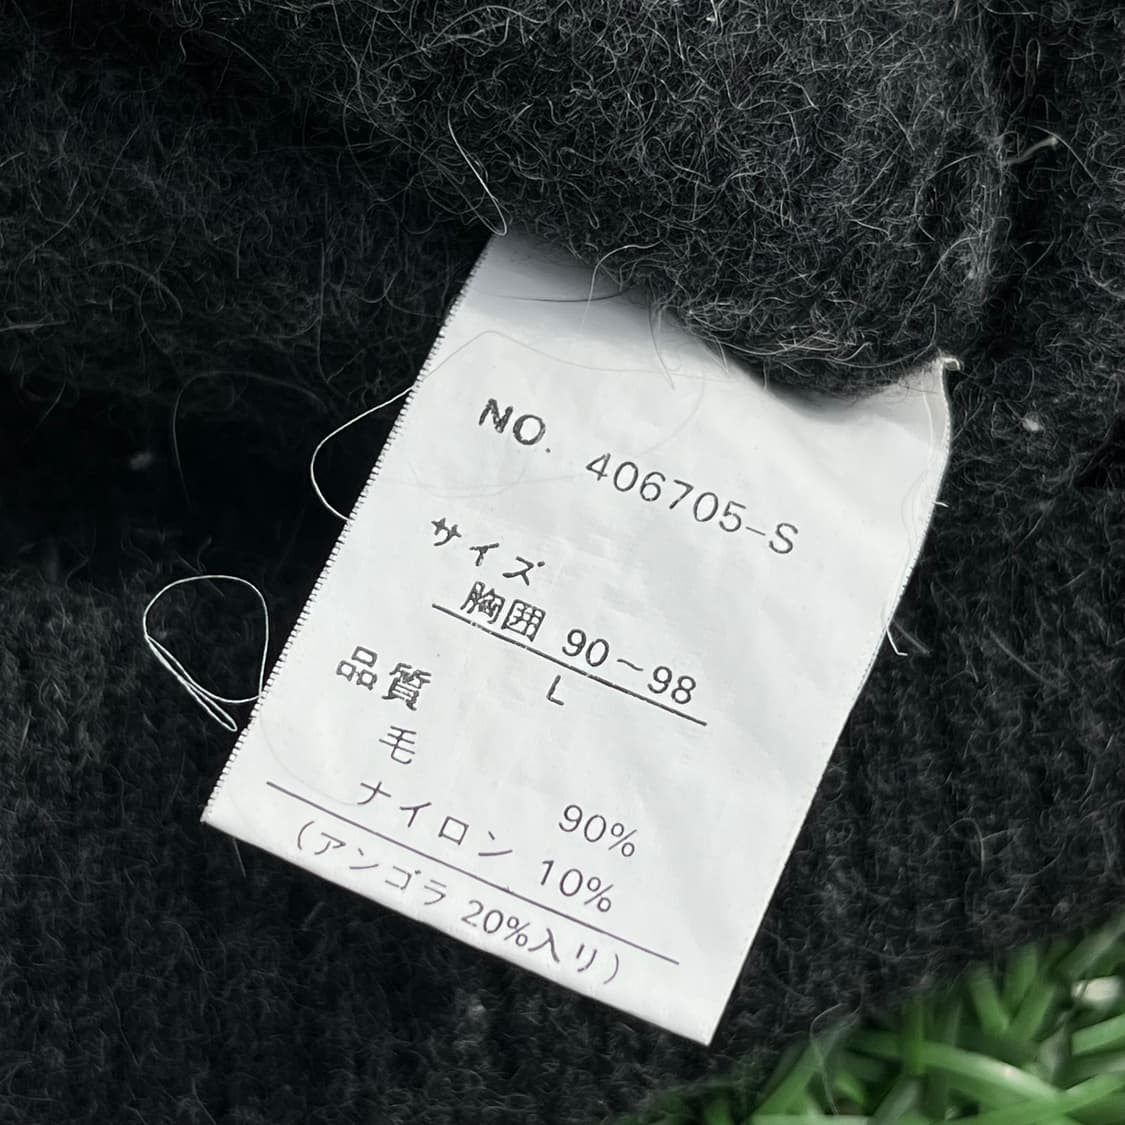 NO. 406705-S
サイズ
胸囲 90~98
L
品質
毛 90%
ナイロン 10%
(アンゴラ 20%入り)